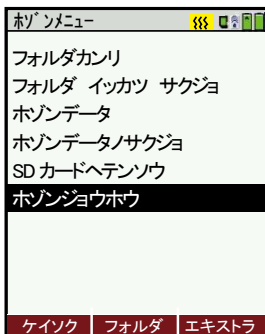 ホゾンメニュー
フォルダカンリ
フォルダ イッカツ サクジョ
ホゾンデータ
ホゾンデータノサクジョ
SDカードヘテンソウ
ホゾンジョウホウ
ケイソク フォルダ エキストラ